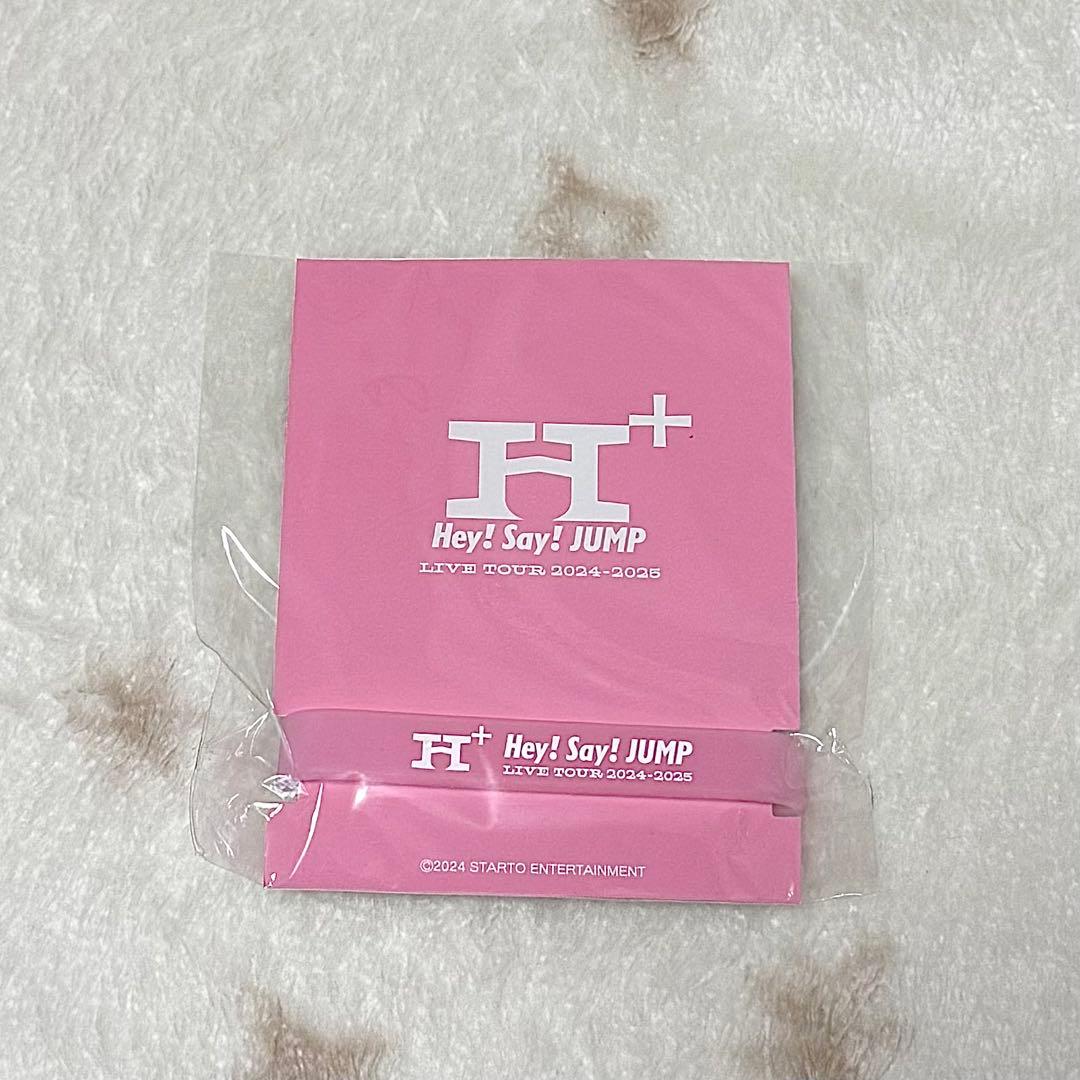 H+
Hey! Say! JUMP
LIVE TOUR 2024-2025
H+ Hey! Say! JUMP
LIVE TOUR 2024-2025
©2024 STARTO ENTERTAINMENT